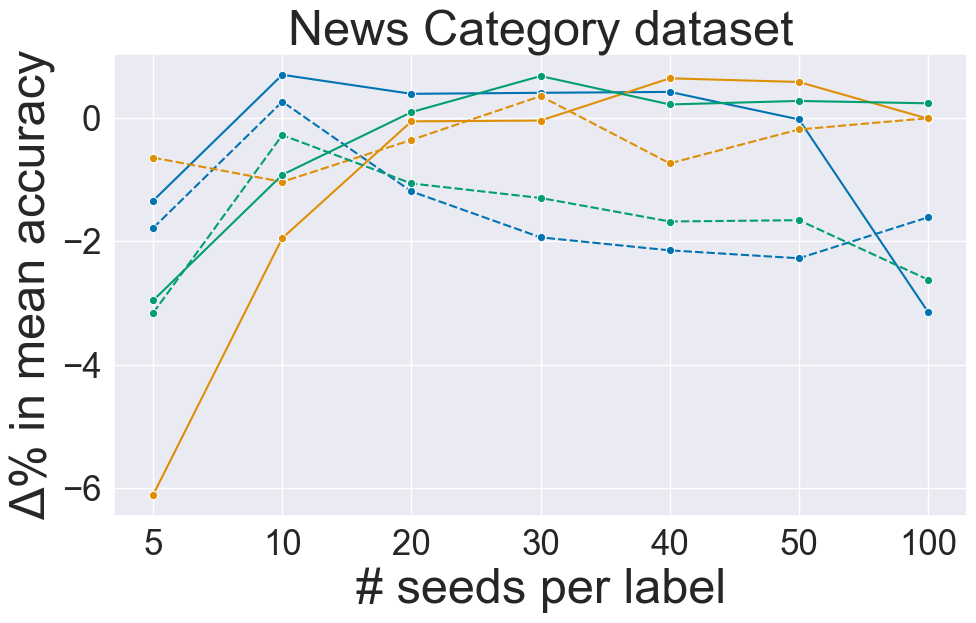 News Category dataset
Δ% in mean accuracy
0
−2
−4
−6
5 10 20 30 40 50 100
# seeds per label